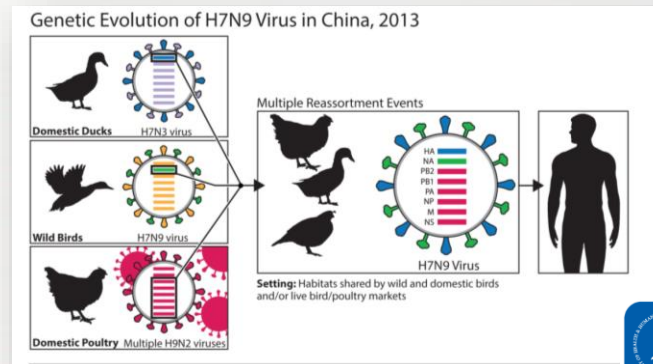 Genetic Evolution of H7N9 Virus in China, 2013
Domestic Ducks H7N3 virus
Wild Birds H7N9 virus
Domestic Poultry Multiple H9N2 viruses
Multiple Reassortment Events
HA
NA
PB2
PB1
PA
NP
M
NS
H7N9 Virus
Setting: Habitats shared by wild and domestic birds
and/or live bird/poultry markets